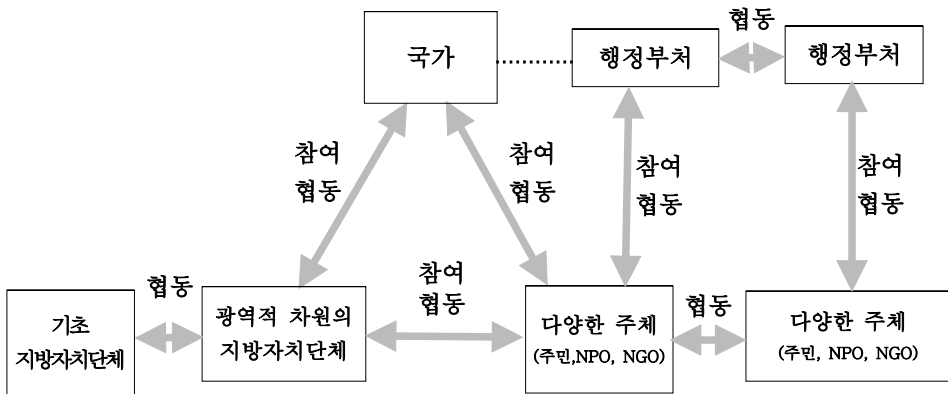 협동
국가
행정부처
행정부처
참여
협동
참여
협동
참여
협동
참여
협동
참여
협동
협동
기초
지방자치단체
광역적 차원의
지방자치단체
다양한 주체
(주민,NPO, NGO)
협동
다양한 주체
(주민, NPO, NGO)